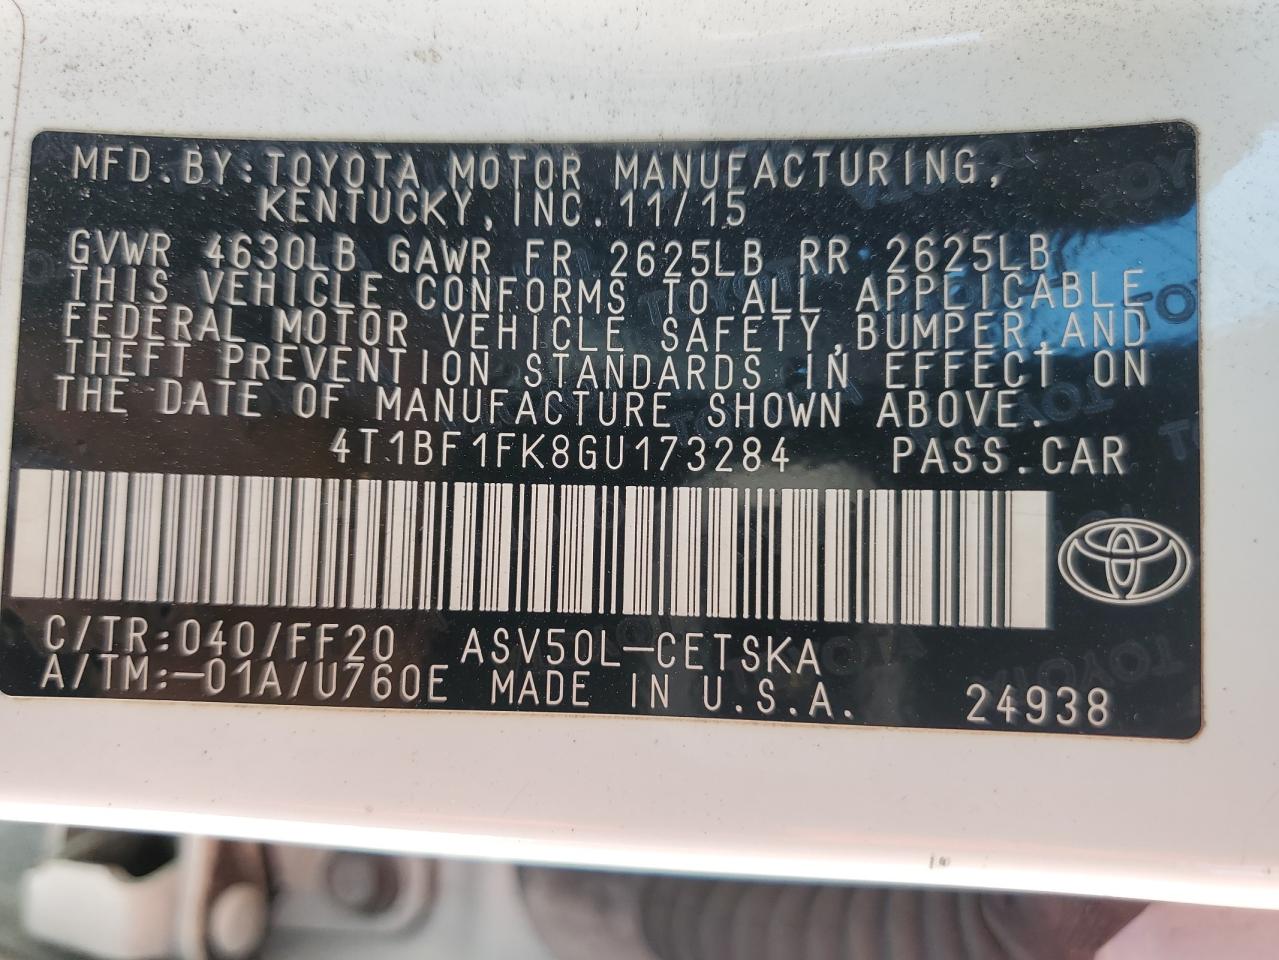 MFD.BY:TOYOTA MOTOR MANUFACTURING,
KENTUCKY,INC.11/15
GVWR 4630LB GAWR FR 2625LB RR 2625LB
THIS VEHICLE CONFORMS TO ALL APPLICABLE
FEDERAL MOTOR VEHICLE SAFETY,BUMPER,AND
THEFT PREVENTION STANDARDS IN EFFECT ON
THE DATE OF MANUFACTURE SHOWN ABOVE.
4T1BF1FK8GU173284 PASS.CAR
C/TR:040/FF20 ASV50L-CETSKA
A/TM:-01A/U760E MADE IN U.S.A. 24938